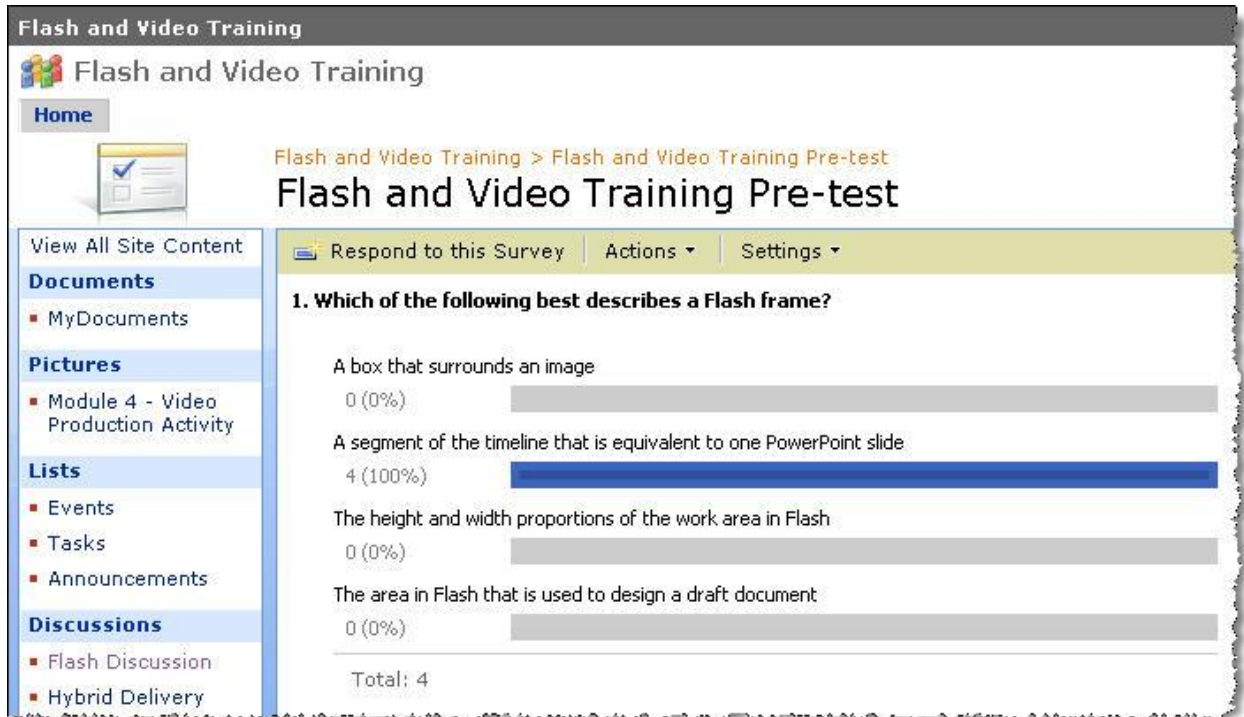 Flash and Video Training
Flash and Video Training
Home
Flash and Video Training > Flash and Video Training Pre-test
Flash and Video Training Pre-test
View All Site Content
Documents
MyDocuments
Pictures
Module 4 - Video
Production Activity
Lists
Events
Tasks
Announcements
Discussions
Flash Discussion
Hybrid Delivery
Respond to this Survey Actions Settings
1. Which of the following best describes a Flash frame?
A box that surrounds an image
0 (0%)
A segment of the timeline that is equivalent to one PowerPoint slide
4 (100%)
The height and width proportions of the work area in Flash
0 (0%)
The area in Flash that is used to design a draft document
0 (0%)
Total: 4